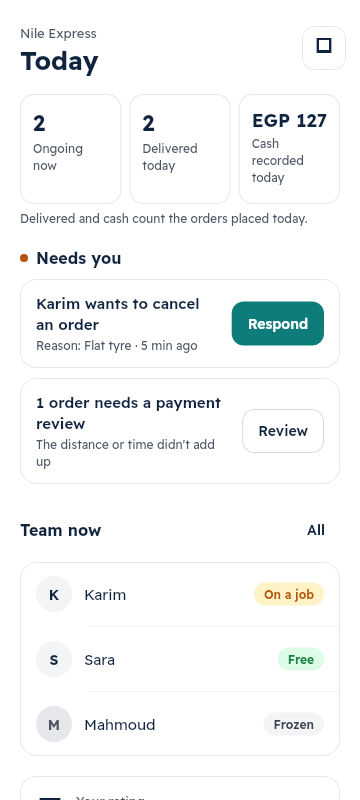 Nile Express
Today
2
Ongoing
now
2
Delivered
today
EGP 127
Cash
recorded
today
Delivered and cash count the orders placed today.
Needs you
Karim wants to cancel
an order
Reason: Flat tyre · 5 min ago
Respond
1 order needs a payment
review
The distance or time didn't add
up
Review
Team now
All
K
Karim
On a job
S
Sara
Free
M
Mahmoud
Frozen
Your rating